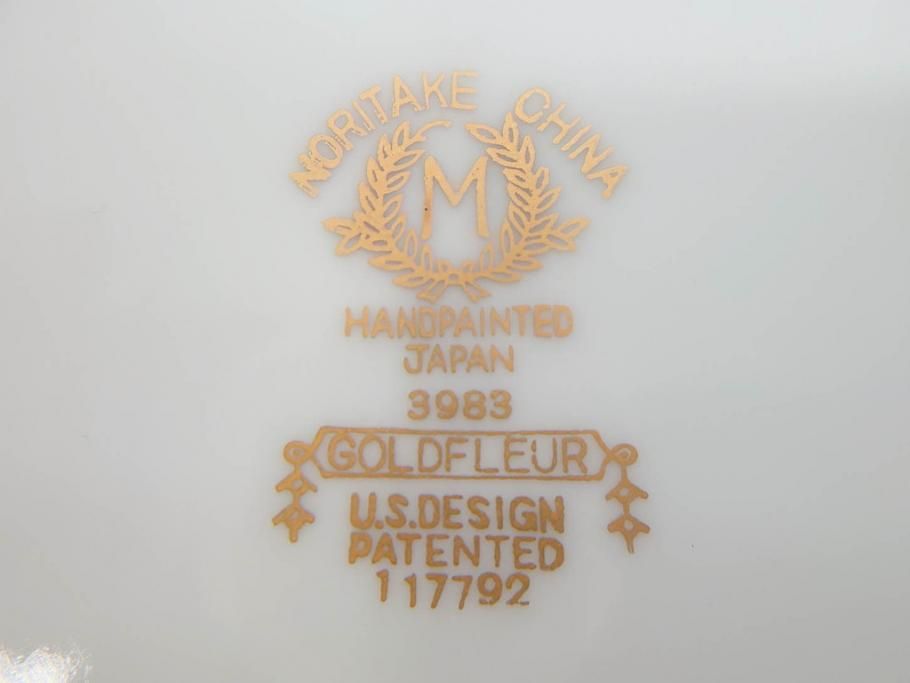 NORITAKE CHINA
M
HANDPAINTED
JAPAN
3983
GOLDFLEUR
U.S.DESIGN
PATENTED
117792